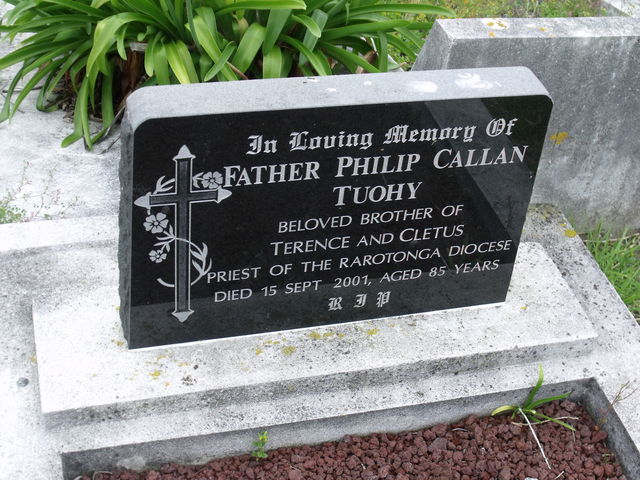 In Loving Memory Of
FATHER PHILIP CALLAN
TUOHY
BELOVED BROTHER OF
TERENCE AND CLETUS
PRIEST OF THE RAROTONGA DIOCESE
DIED 15 SEPT 2001, AGED 85 YEARS
R I P